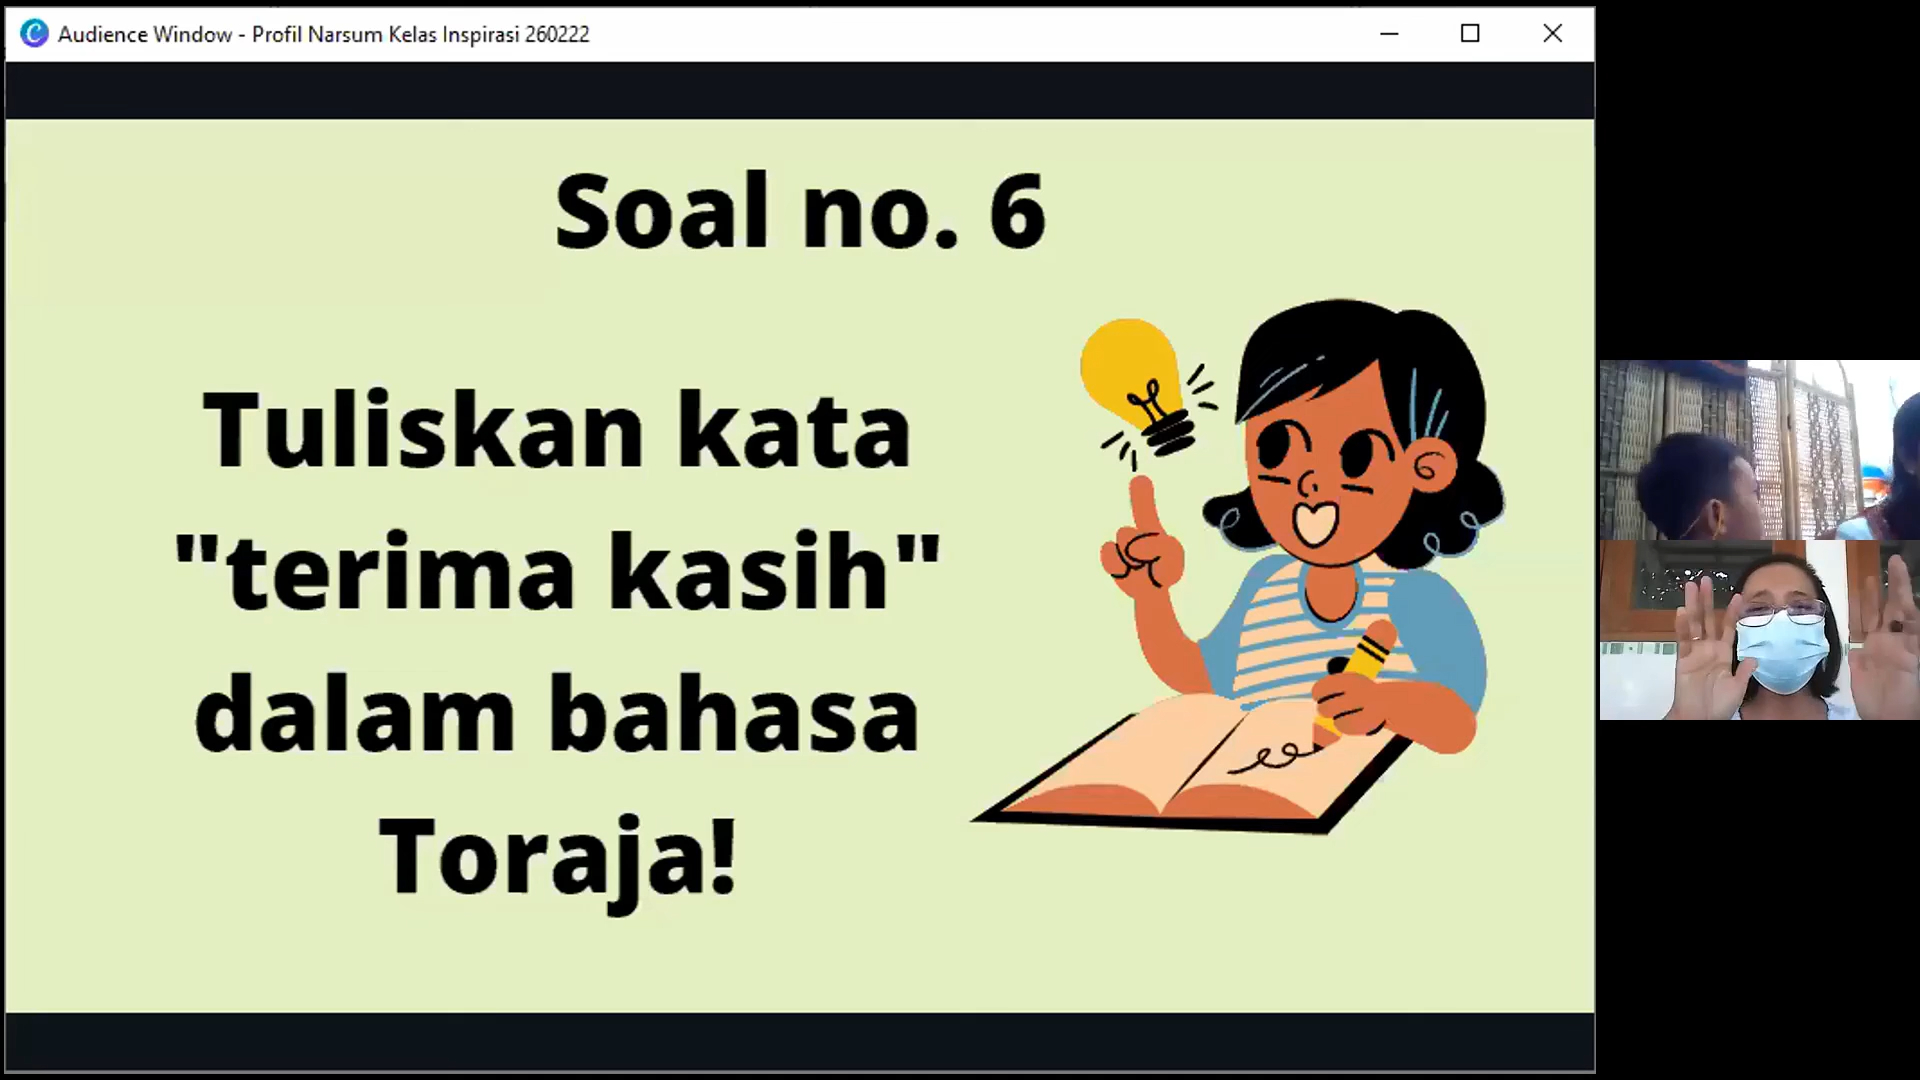 Audience Window - Profil Narsum Kelas Inspirasi 260222
Soal no. 6
Tuliskan kata
"terima kasih"
dalam bahasa
Toraja!